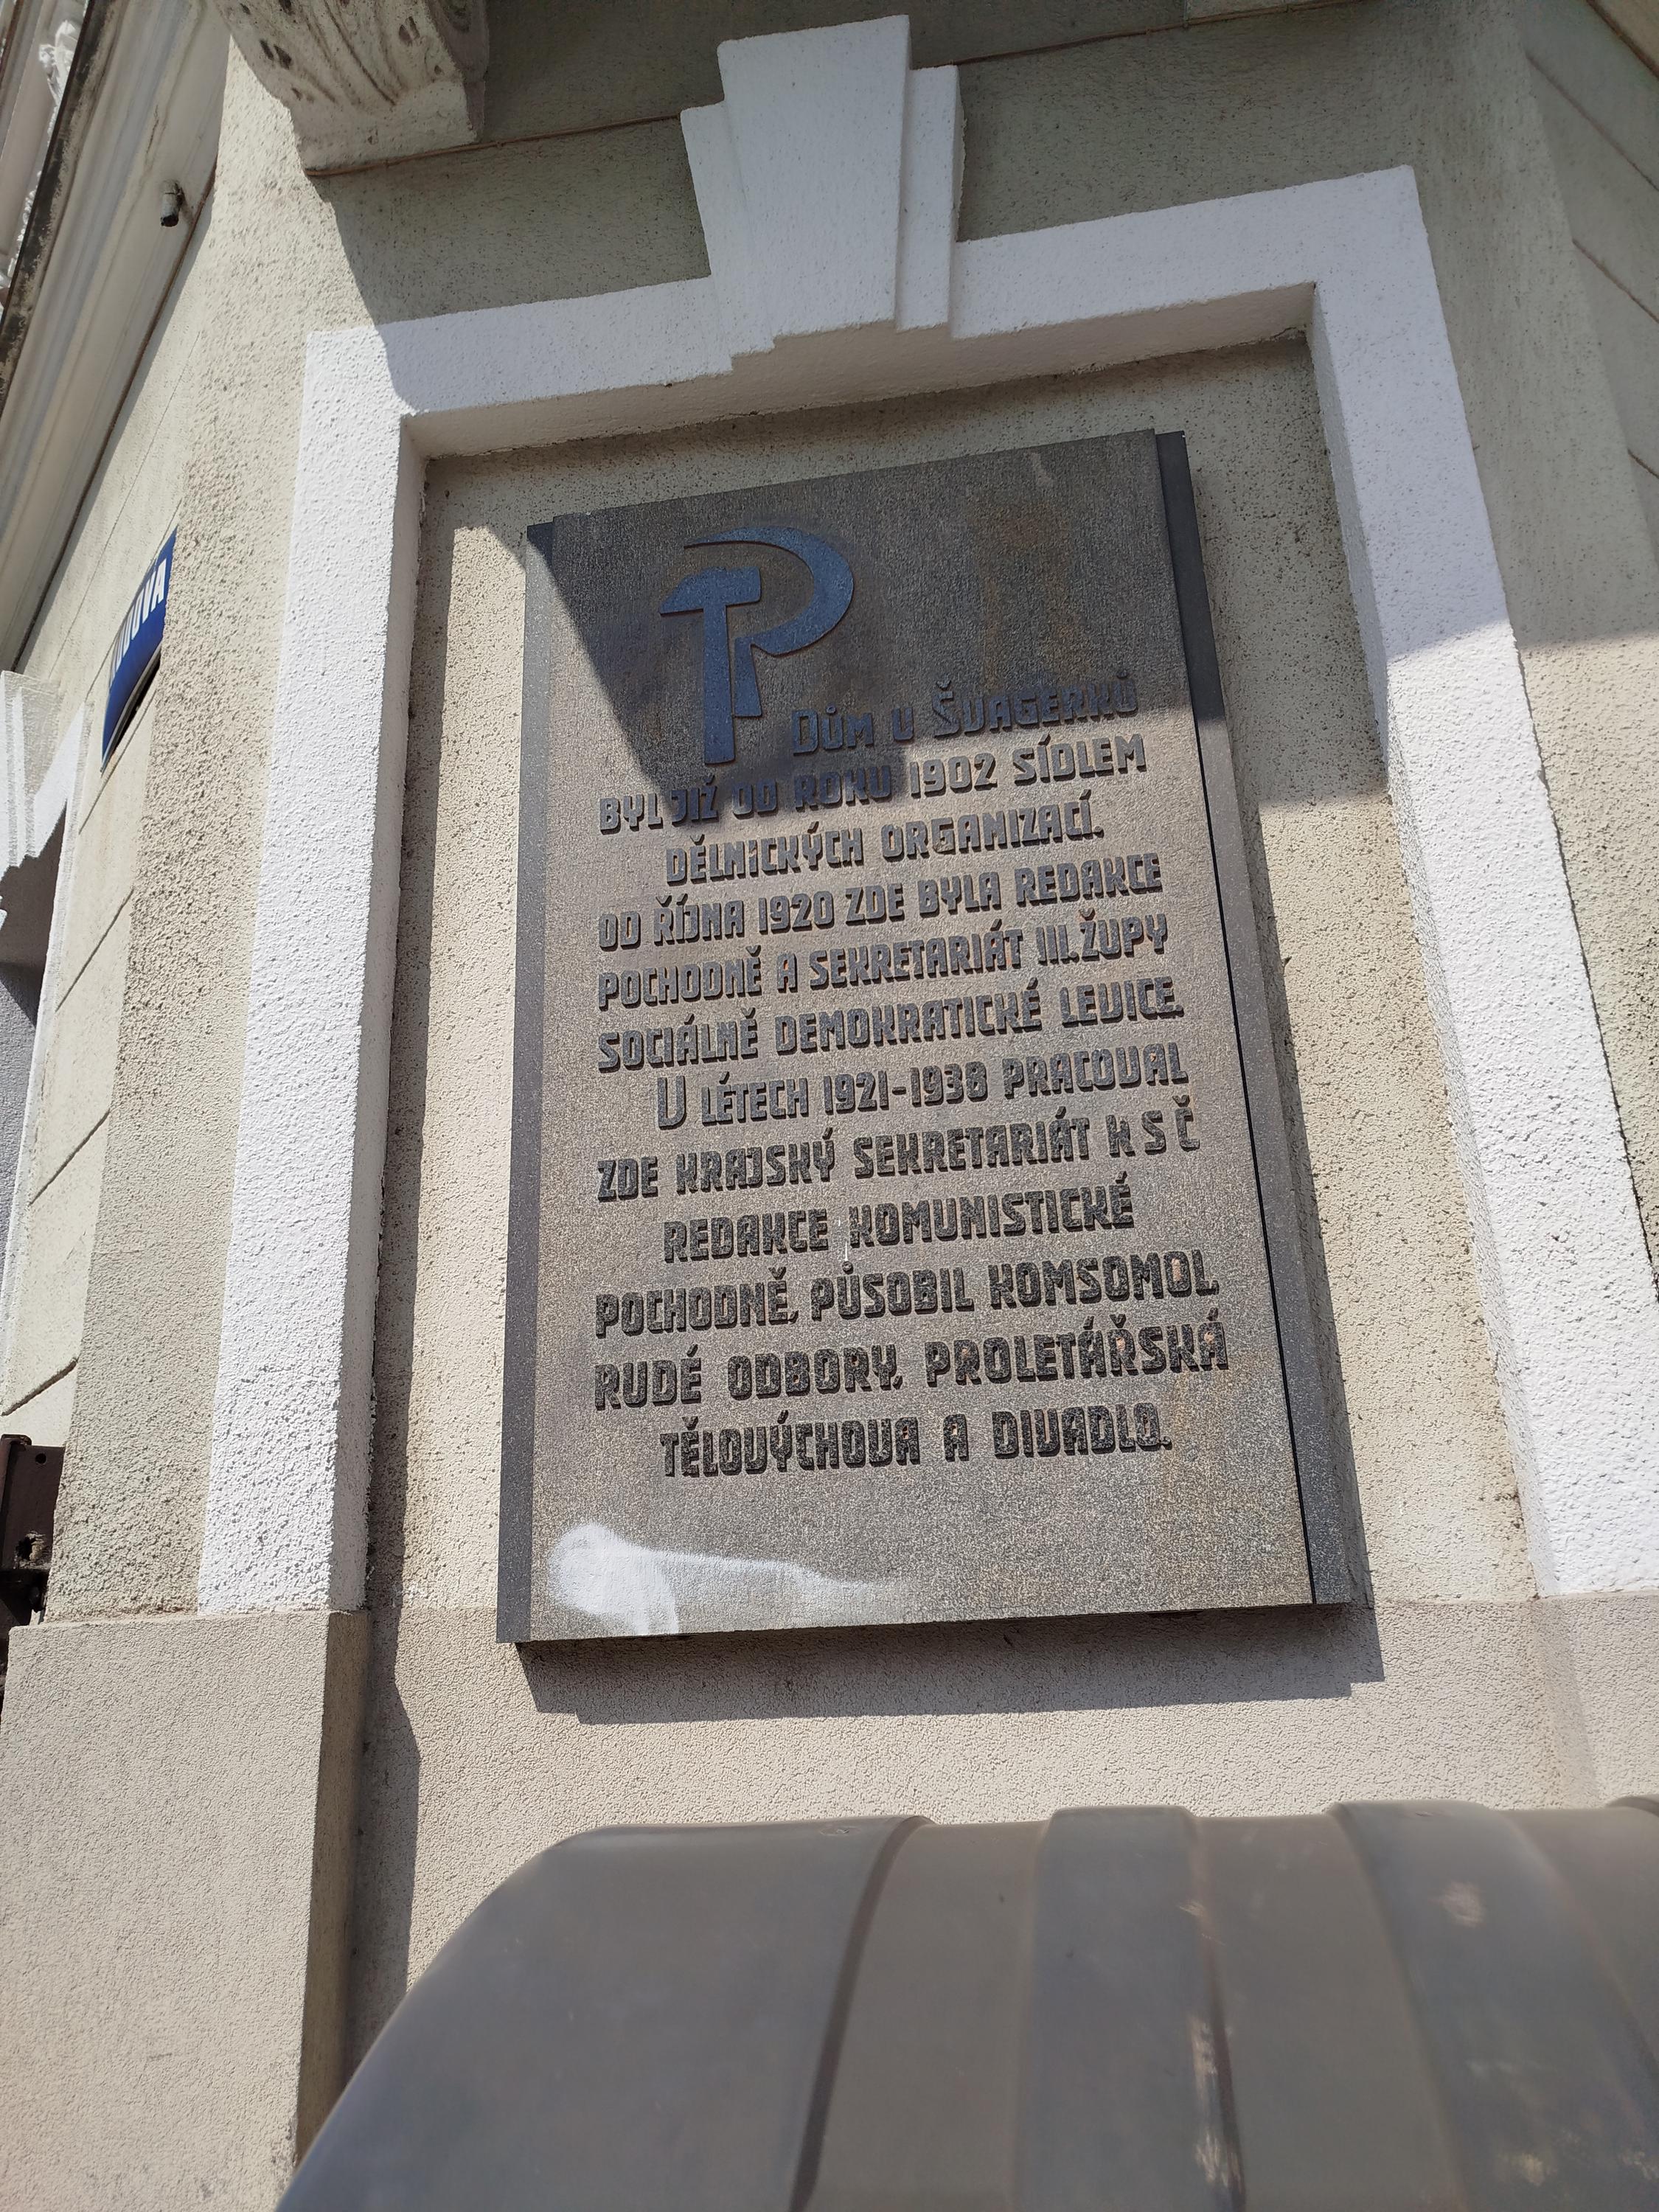 DŮM U ŠVAGERKŮ
BYL JIŽ OD ROKU 1902 SÍDLEM
DĚLNICKÝCH ORGANIZACÍ.
OD ŘÍJNA 1920 ZDE BYLA REDAKCE
POCHODNĚ A SEKRETARIÁT III. ŽUPY
SOCIÁLNĚ DEMOKRATICKÉ LEVICE.
V LÉTECH 1921-1938 PRACOVAL
ZDE KRAJSKÝ SEKRETARIÁT KSČ
REDAKCE KOMUNISTICKÉ
POCHODNĚ, PŮSOBIL KOMSOMOL
RUDÉ ODBORY, PROLETÁŘSKÁ
TĚLOVÝCHOVA A DIVADLO.